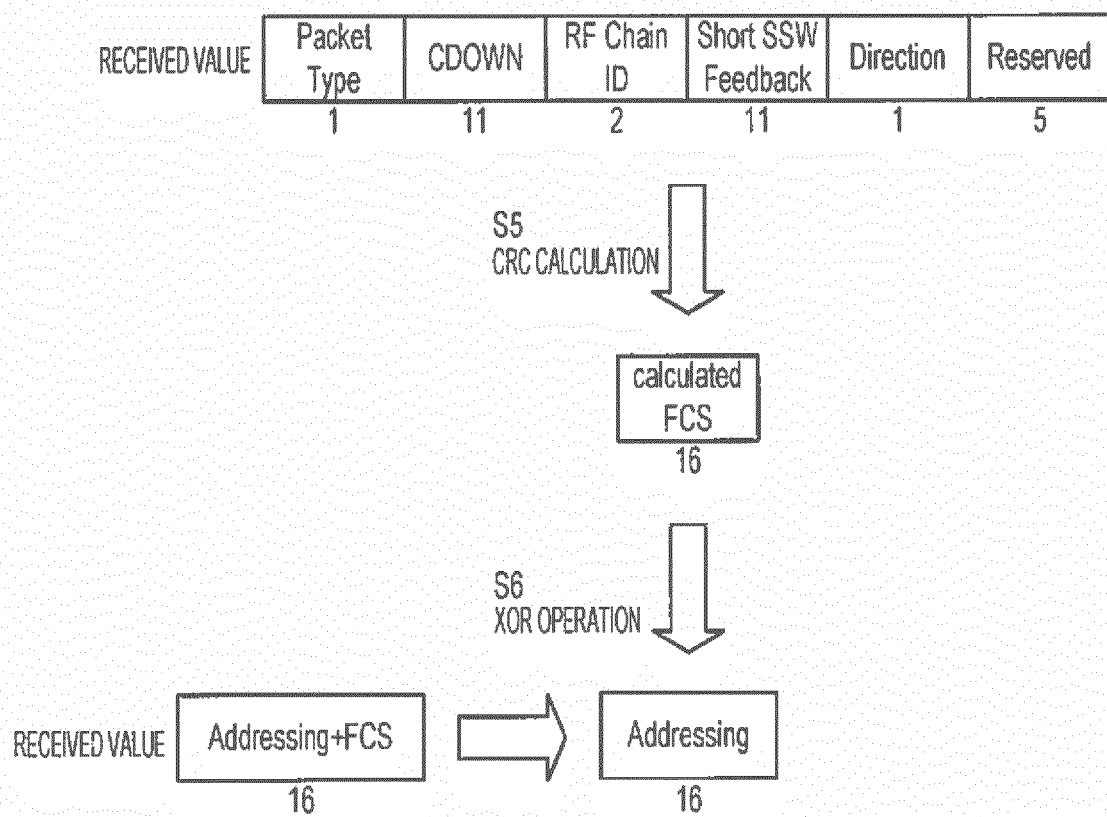 RECEIVED VALUE
Packet Type
CDOWN
RF Chain ID
Short SSW Feedback
Direction
Reserved
1
11
2
11
1
5
S5
CRC CALCULATION
calculated
FCS
16
S6
XOR OPERATION
RECEIVED VALUE
Addressing+FCS
Addressing
16
16